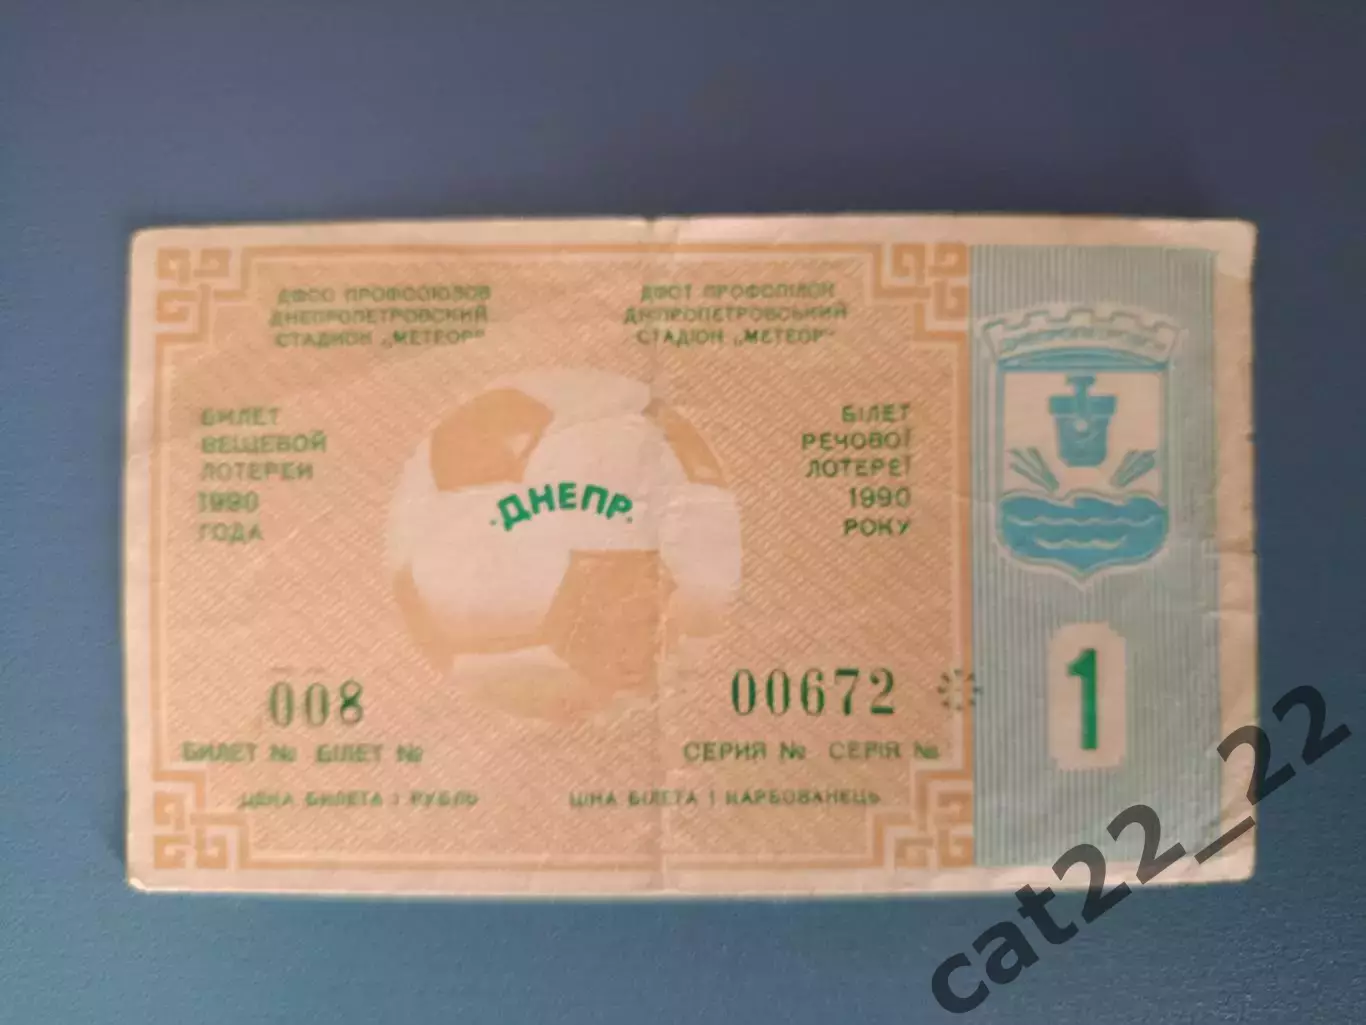 ДФСО ПРОФСОЮЗОВ
ДНЕПРОПЕТРОВСКИЙ
СТАДИОН „МЕТЕОР"
ДФСТ ПРОФСПІЛОК
ДНІПРОПЕТРОВСЬКИЙ
СТАДІОН „МЕТЕОР"
БИЛЕТ
ВЕЩЕВОЙ
ЛОТЕРЕИ
1990
ГОДА
·ДНЕПР·
БІЛЕТ
РЕЧОВОЇ
ЛОТЕРЕЇ
1990
РОКУ
008
БИЛЕТ № БІЛЕТ №
00672
СЕРИЯ № СЕРІЯ №
ЦЕНА БИЛЕТА 1 РУБЛЬ
ЦІНА БІЛЕТА 1 КАРБОВАНЕЦЬ
1
cat22_22